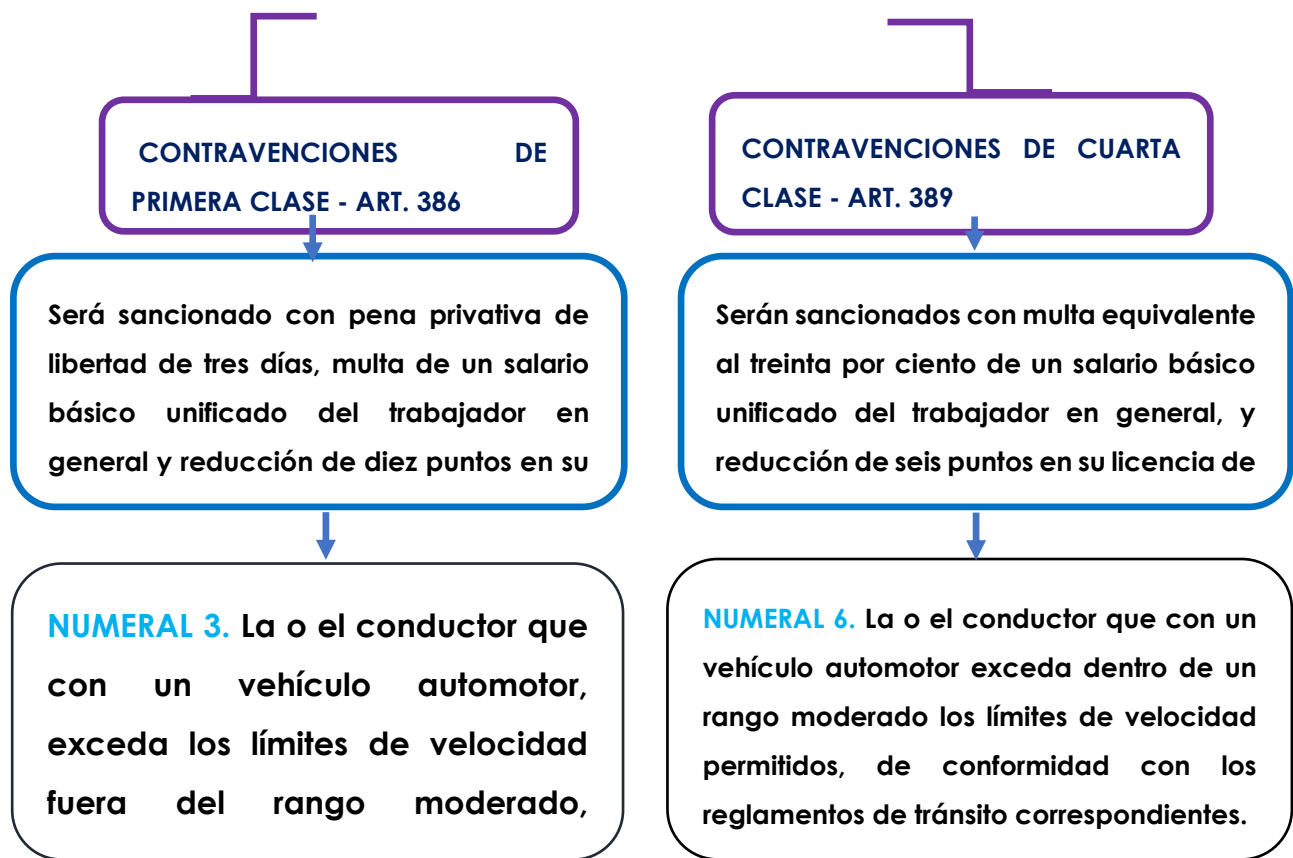 CONTRAVENCIONES DE
PRIMERA CLASE - ART. 386
Será sancionado con pena privativa de
libertad de tres días, multa de un salario
básico unificado del trabajador en
general y reducción de diez puntos en su
NUMERAL 3. La o el conductor que
con un vehículo automotor,
exceda los límites de velocidad
fuera del rango moderado,
CONTRAVENCIONES DE CUARTA
CLASE - ART. 389
Serán sancionados con multa equivalente
al treinta por ciento de un salario básico
unificado del trabajador en general, y
reducción de seis puntos en su licencia de
NUMERAL 6. La o el conductor que con un
vehículo automotor exceda dentro de un
rango moderado los límites de velocidad
permitidos, de conformidad con los
reglamentos de tránsito correspondientes.